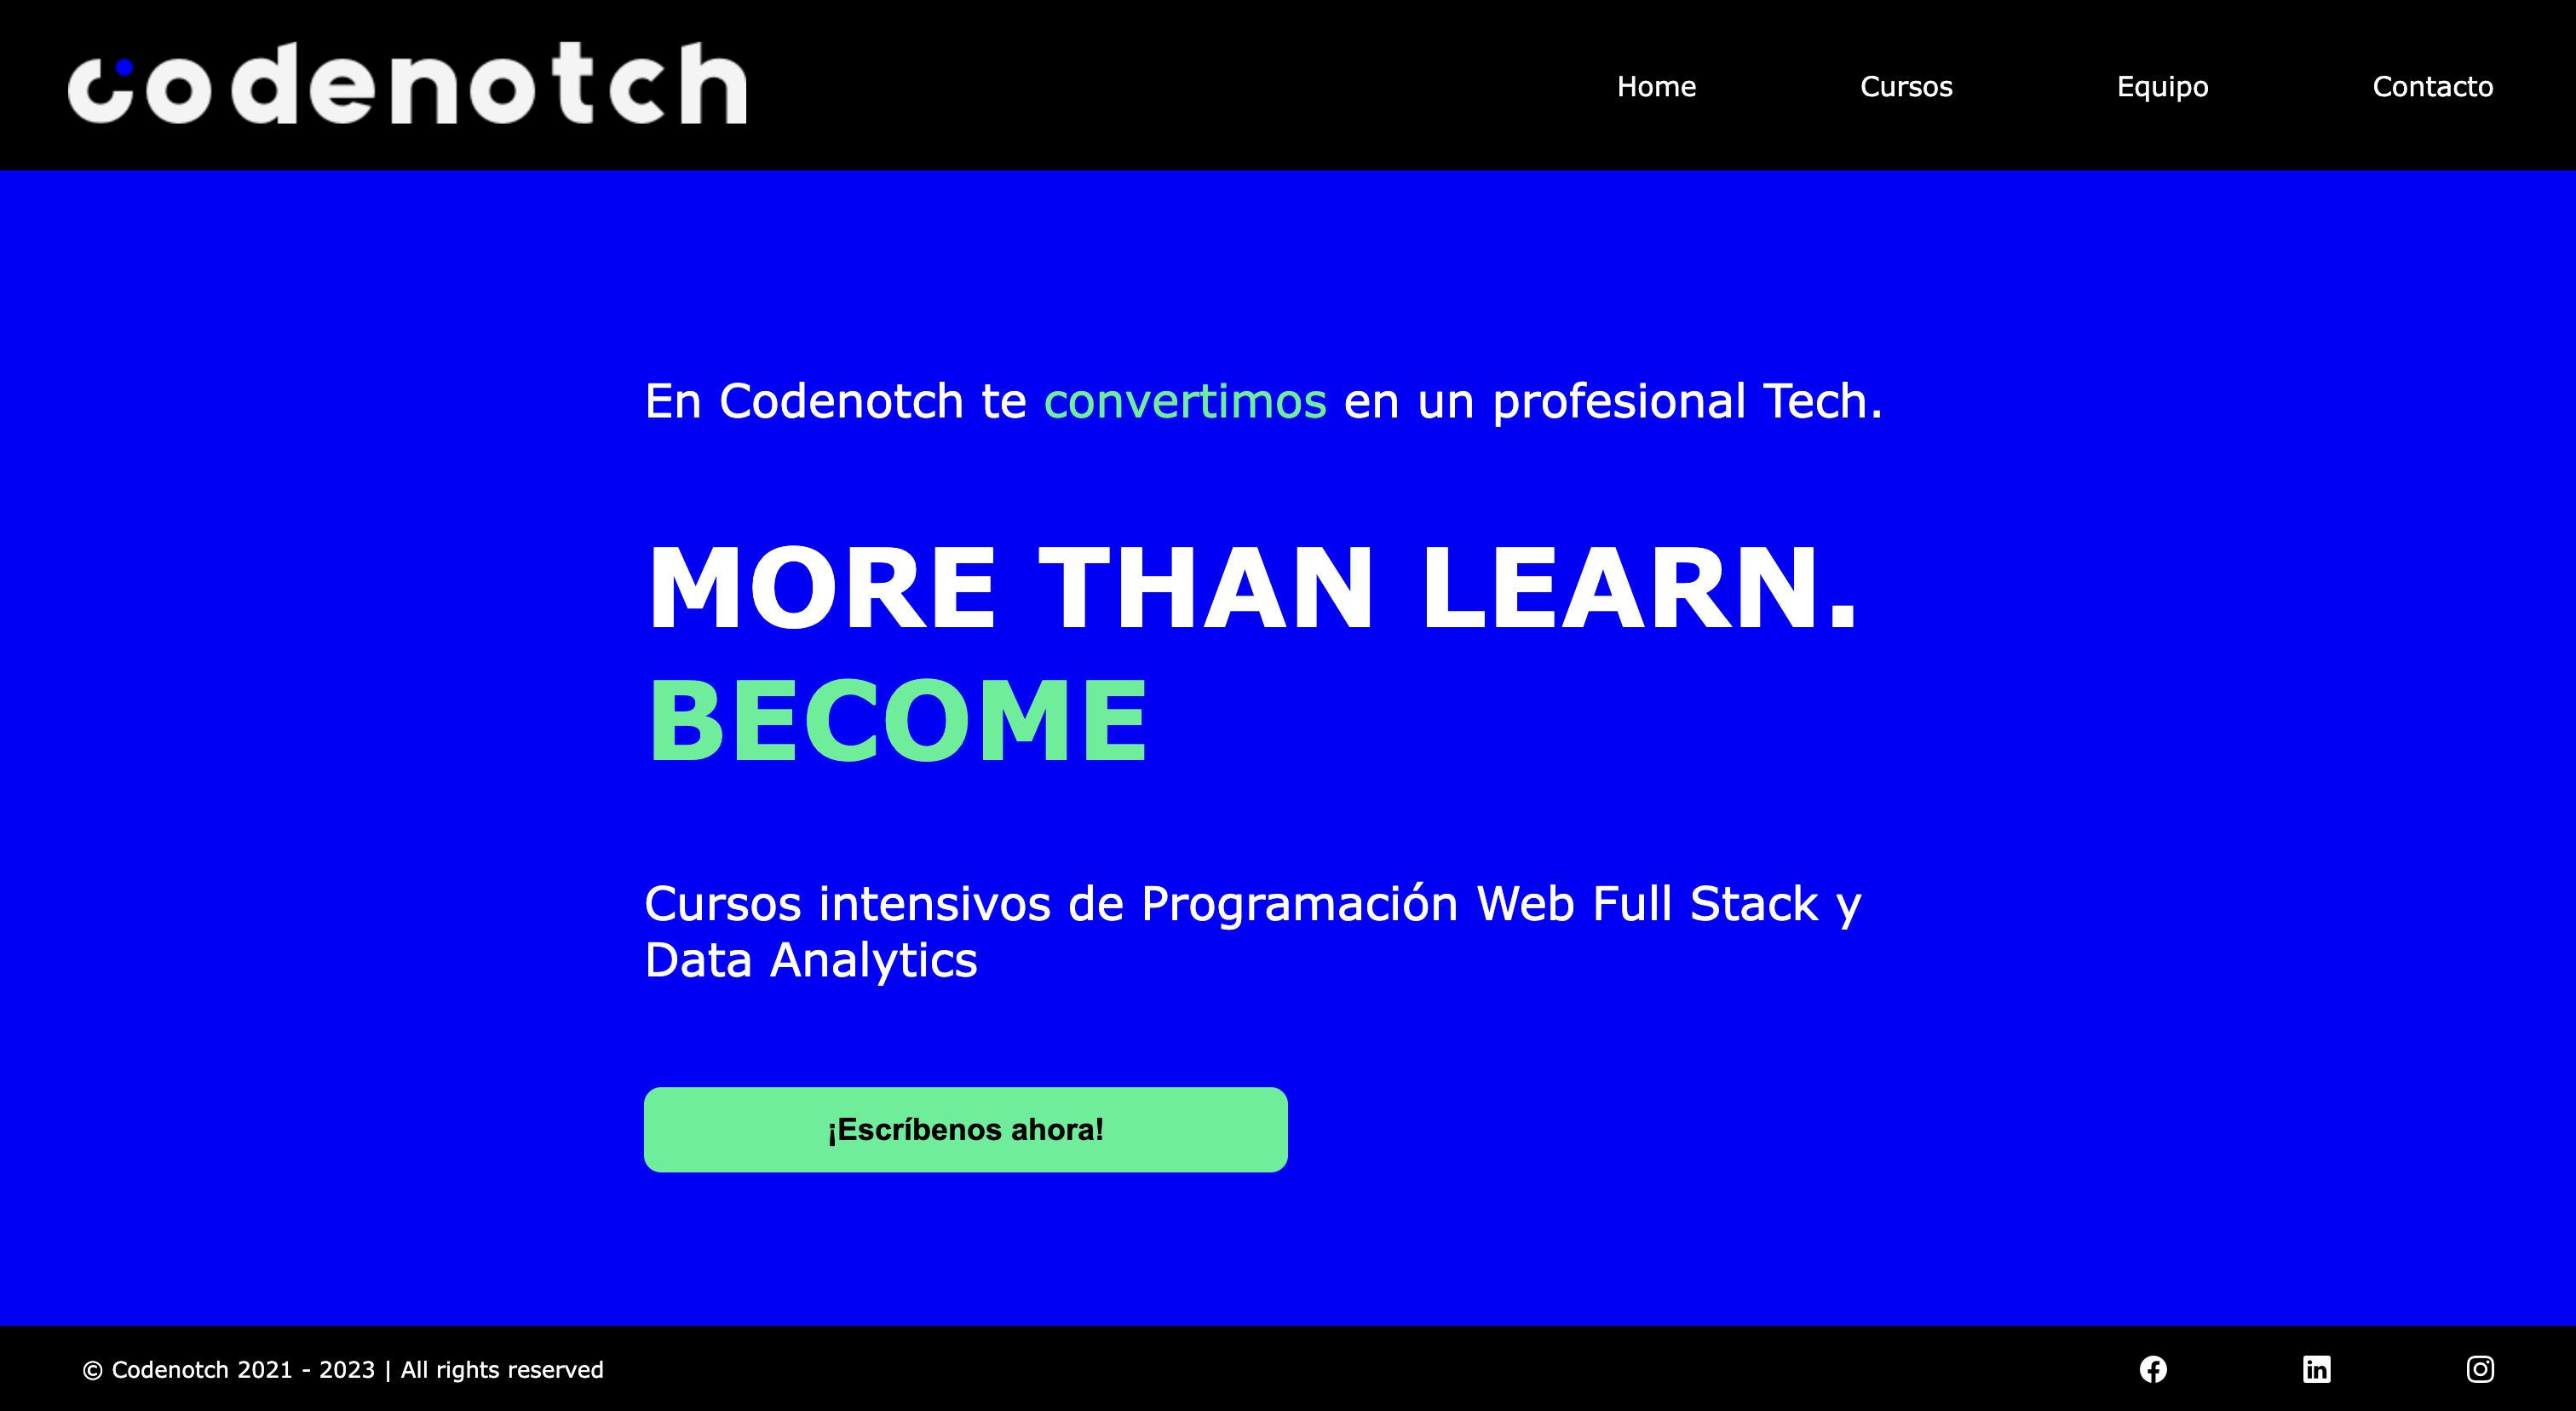 codenotch
Home
Cursos
Equipo
Contacto
En Codenotch te convertimos en un profesional Tech.
MORE THAN LEARN.
BECOME
Cursos intensivos de Programación Web Full Stack y
Data Analytics
¡Escríbenos ahora!
© Codenotch 2021 - 2023 | All rights reserved
in